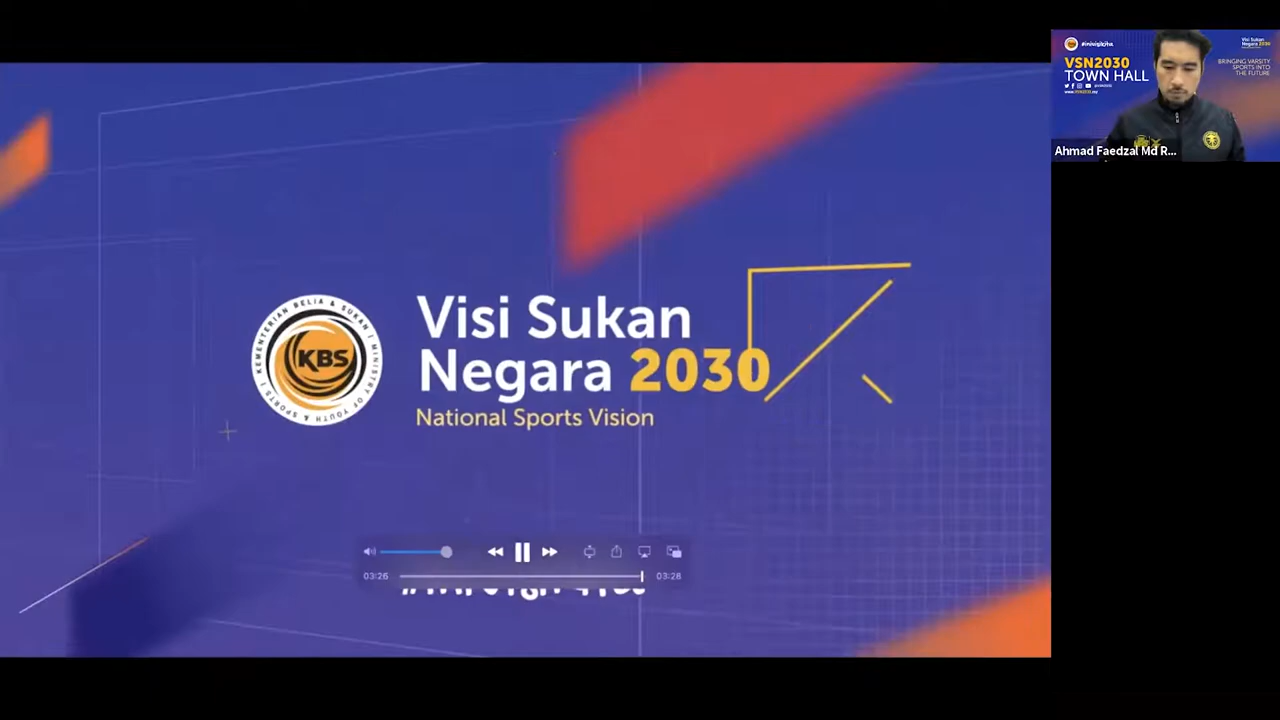 KEMENTERIAN BELIA & SUKAN | MINISTRY OF YOUTH & SPORTS |
KBS
Visi Sukan
Negara 2030
National Sports Vision
03:26
03:28
VSN2030
TOWN HALL
Visi Sukan
Negara 2030
BRINGING VARSITY
SPORTS INTO
THE FUTURE
Ahmad Faedzal Md R...